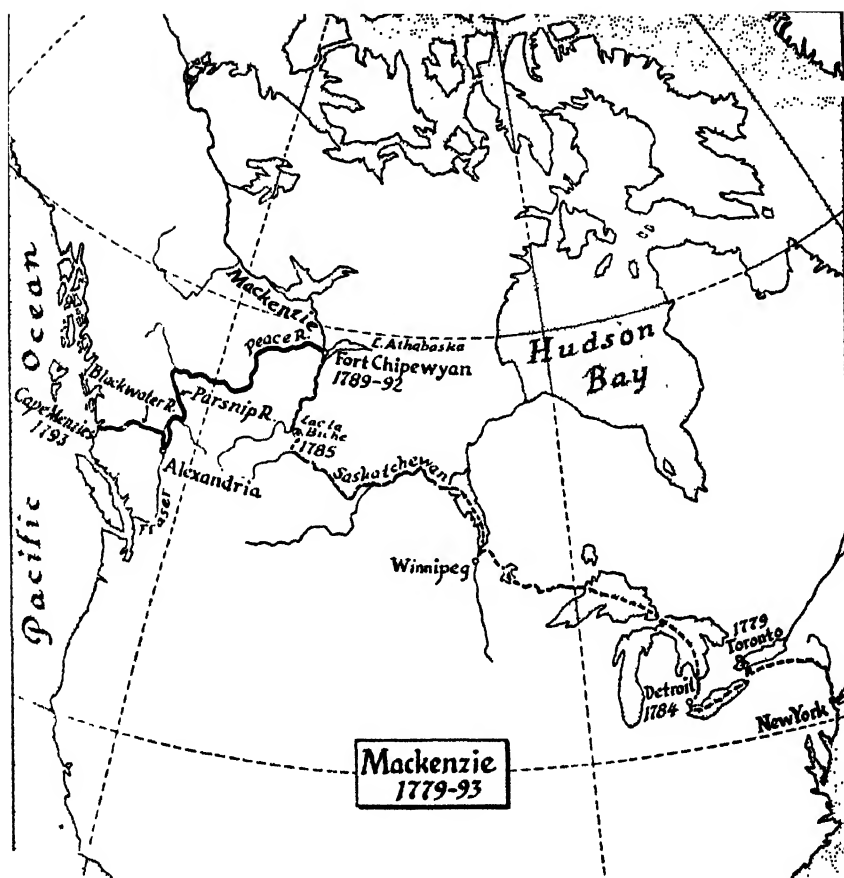 Pacific Ocean
Mackenzie
Peace R.
L. Athabaska
Fort Chipewyan
1789-92
Hudson
Bay
Blackwater R.
Parsnip R.
Cape Menzies
1793
Lac la
Biche
1785
Alexandria
Fraser
Saskatchewan
Winnipeg
1779
Toronto
Detroit
1784
New York
Mackenzie
1779-93